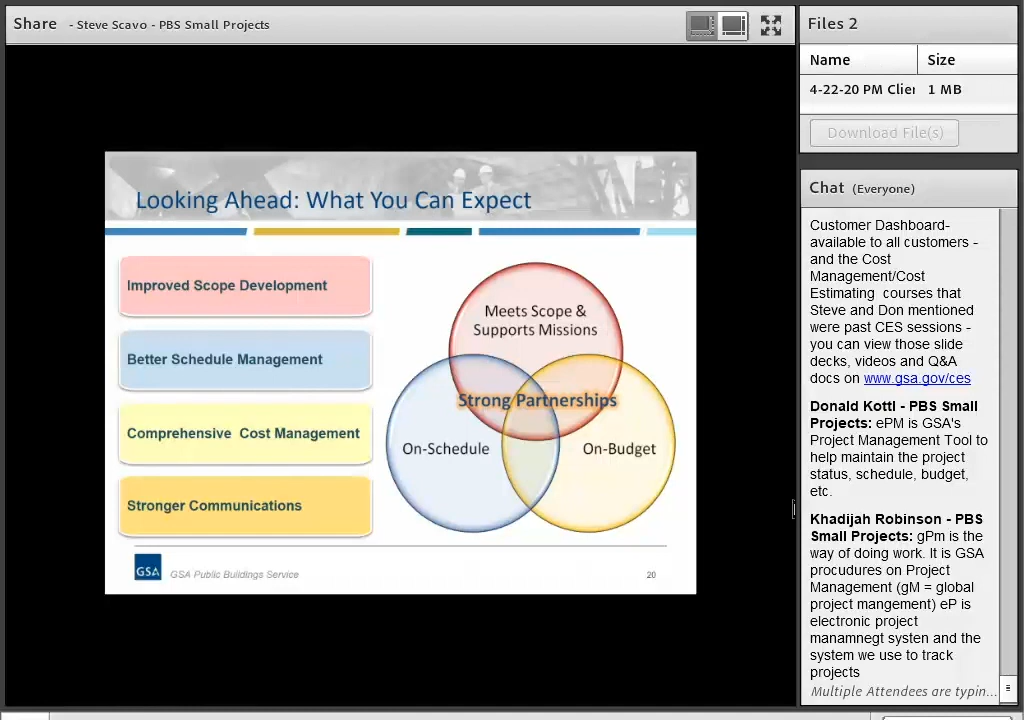 Share - Steve Scavo - PBS Small Projects
Looking Ahead: What You Can Expect
Improved Scope Development
Better Schedule Management
Comprehensive Cost Management
Stronger Communications
Meets Scope &
Supports Missions
Strong Partnerships
On-Schedule
On-Budget
GSA
GSA Public Buildings Service
20
Files 2
Name Size
4-22-20 PM Clier 1 MB
Download File(s)
Chat (Everyone)
Customer Dashboard-
available to all customers -
and the Cost
Management/Cost
Estimating courses that
Steve and Don mentioned
were past CES sessions -
you can view those slide
decks, videos and Q&A
docs on www.gsa.gov/ces
Donald Kottl - PBS Small
Projects: ePM is GSA's
Project Management Tool to
help maintain the project
status, schedule, budget,
etc.
Khadijah Robinson - PBS
Small Projects: gPm is the
way of doing work. It is GSA
procudures on Project
Management (gM = global
project mangement) eP is
electronic project
manamnegt systen and the
system we use to track
projects
Multiple Attendees are typin...